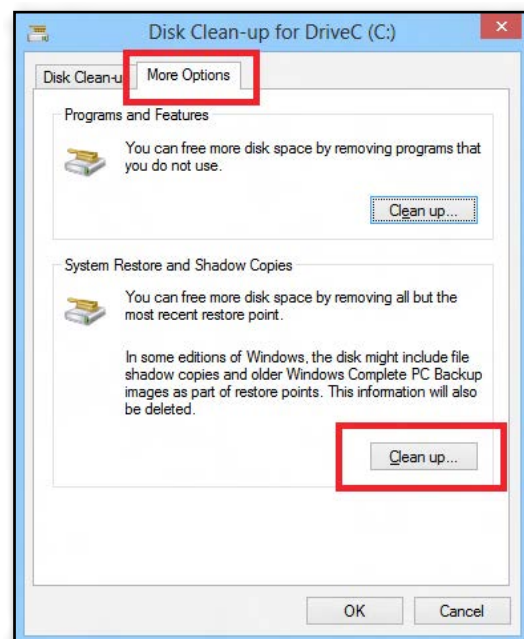 Disk Clean-up for DriveC (C:)
Disk Clean-u
More Options
Programs and Features
You can free more disk space by removing programs that
you do not use.
Clean up...
System Restore and Shadow Copies
You can free more disk space by removing all but the
most recent restore point.
In some editions of Windows, the disk might include file
shadow copies and older Windows Complete PC Backup
images as part of restore points. This information will also
be deleted.
Clean up...
OK
Cancel